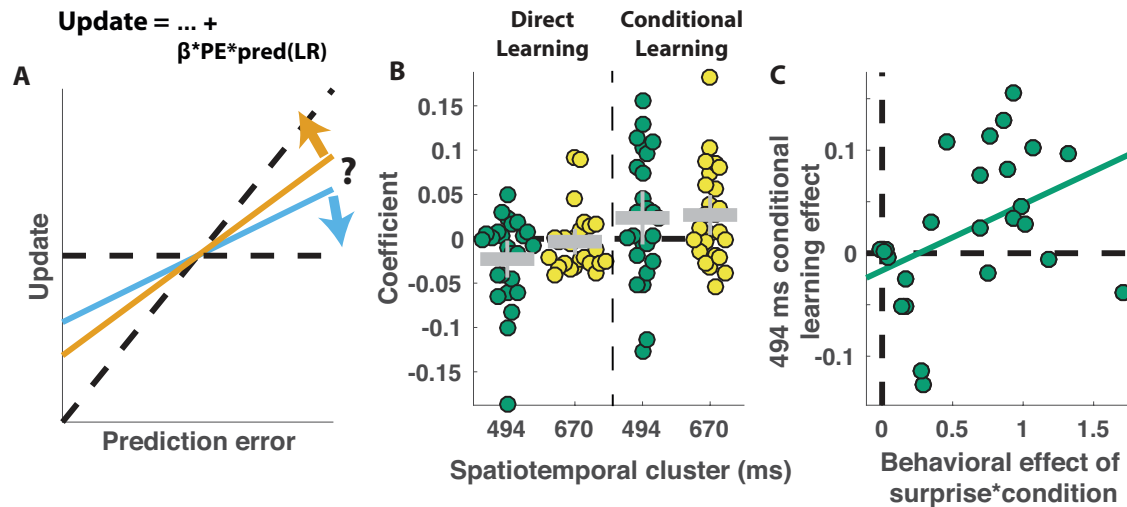 Update = ... +
β*PE*pred(LR)
A
Update
Prediction error
?
B
Direct
Learning
Conditional
Learning
Coefficient
0.15
0.1
0.05
0
-0.05
-0.1
-0.15
494
670
494
670
Spatiotemporal cluster (ms)
C
494 ms conditional
learning effect
0.1
0
-0.1
0
0.5
1
1.5
Behavioral effect of
surprise*condition